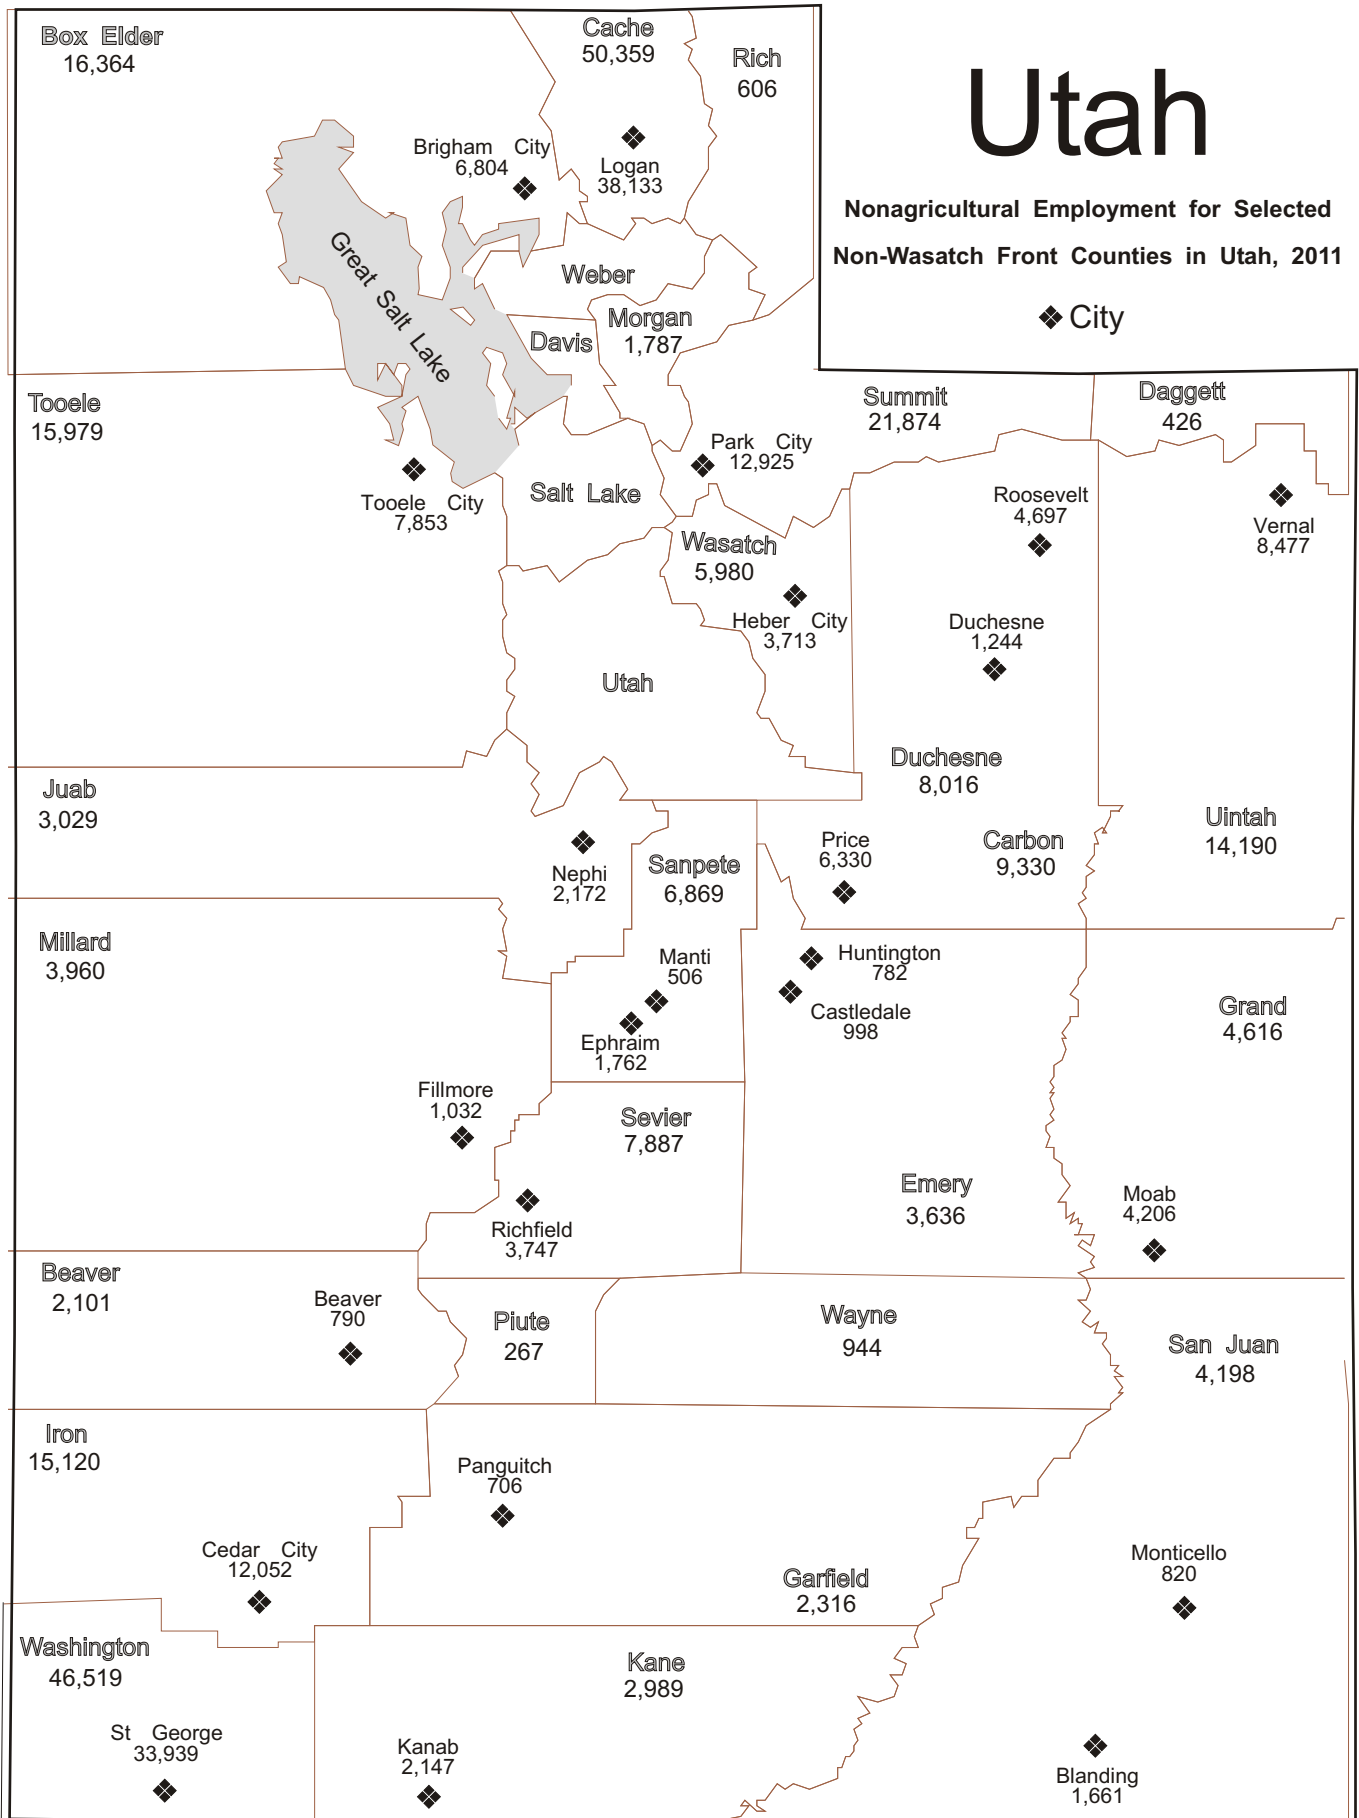 Utah
Nonagricultural Employment for Selected
Non-Wasatch Front Counties in Utah, 2011
City
Box Elder
16,364
Cache
50,359
Rich
606
Brigham City
6,804
Logan
38,133
Great Salt Lake
Weber
Morgan
1,787
Davis
Tooele
15,979
Summit
21,874
Daggett
426
Park City
12,925
Tooele City
7,853
Salt Lake
Roosevelt
4,697
Vernal
8,477
Wasatch
5,980
Heber City
3,713
Duchesne
1,244
Utah
Duchesne
8,016
Juab
3,029
Uintah
14,190
Nephi
2,172
Sanpete
6,869
Price
6,330
Carbon
9,330
Millard
3,960
Manti
506
Huntington
782
Castledale
998
Grand
4,616
Ephraim
1,762
Fillmore
1,032
Sevier
7,887
Emery
3,636
Moab
4,206
Richfield
3,747
Beaver
2,101
Beaver
790
Piute
267
Wayne
944
San Juan
4,198
Iron
15,120
Panguitch
706
Cedar City
12,052
Garfield
2,316
Monticello
820
Washington
46,519
Kane
2,989
St George
33,939
Kanab
2,147
Blanding
1,661